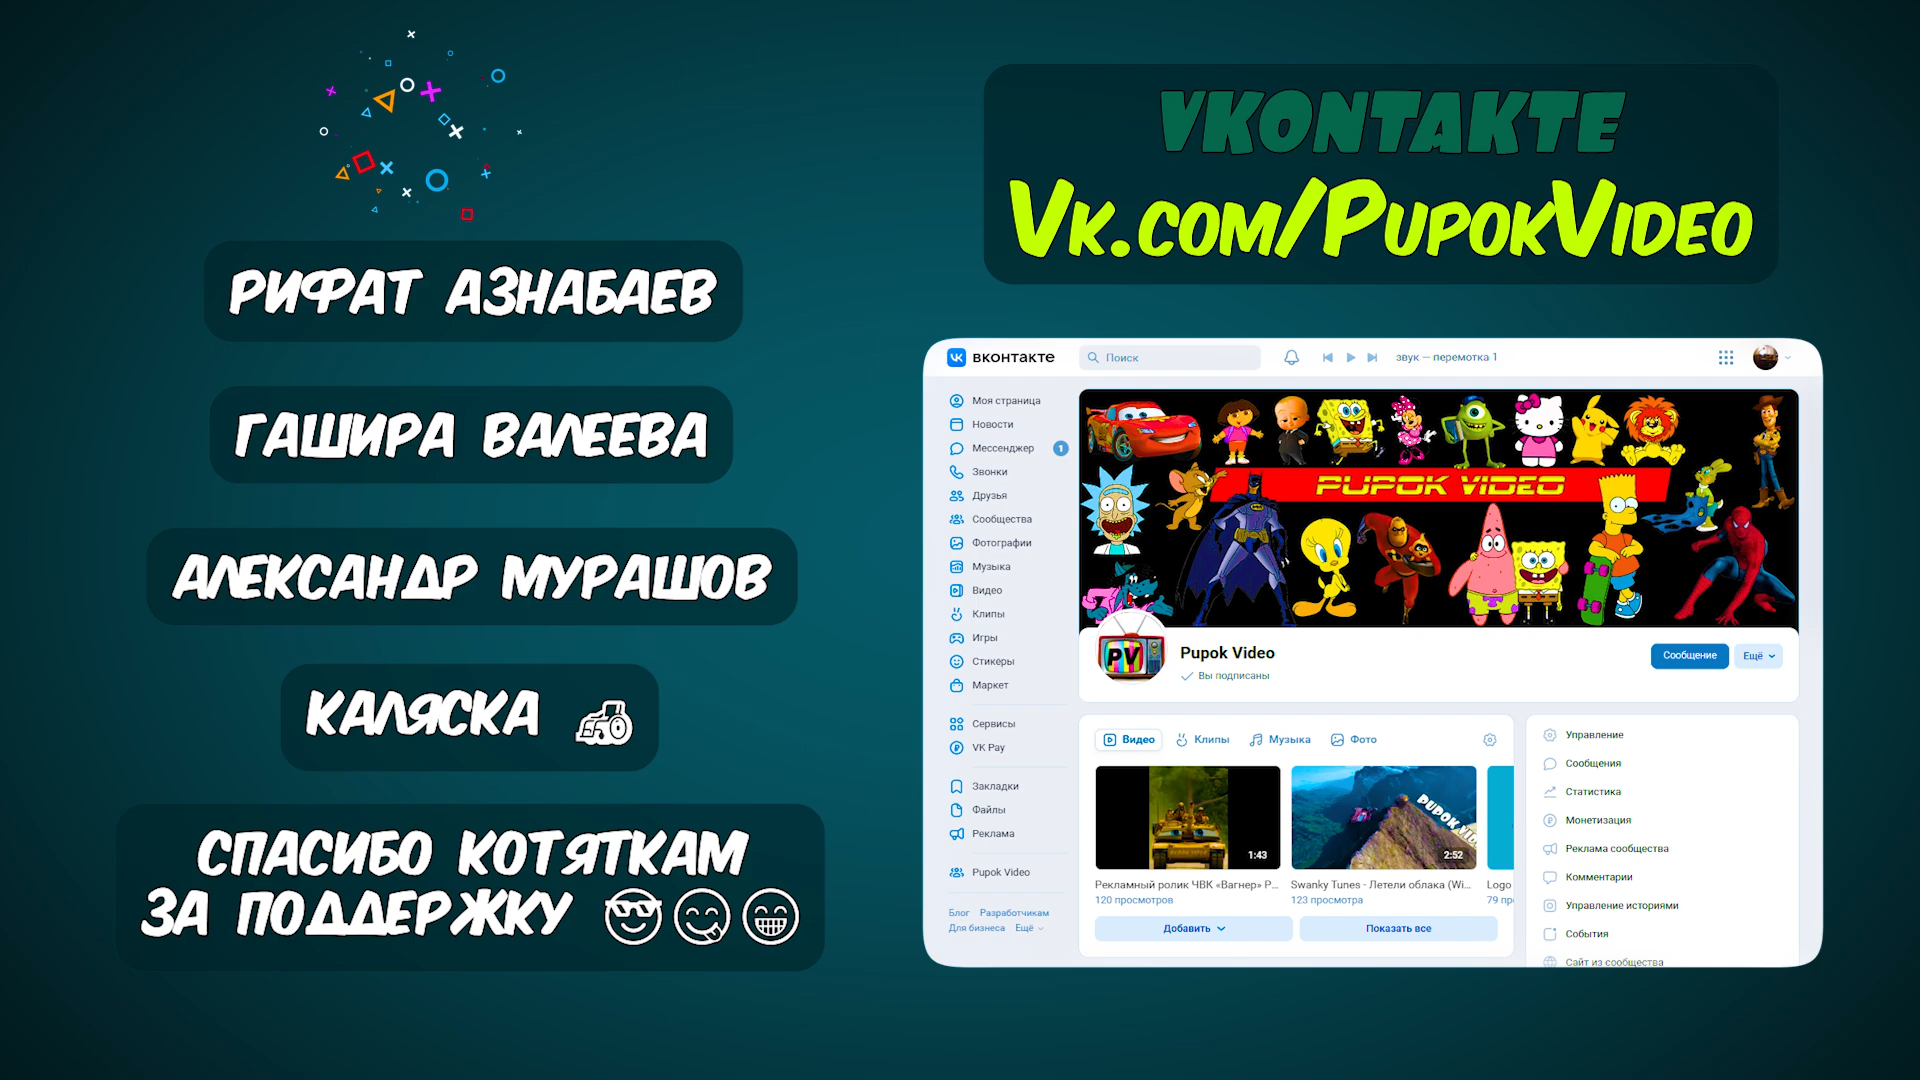 РИФАТ АЗНАБАЕВ
ГАШИРА ВАЛЕЕВА
АЛЕКСАНДР МУРАШОВ
КАЛЯСКА
СПАСИБО КОТЯТКАМ
ЗА ПОДДЕРЖКУ
VKONTAKTE
VK.COM/PUPOKVIDEO
вконтакте
Поиск
звук — перемотка 1
Моя страница
Новости
Мессенджер 1
Звонки
Друзья
Сообщества
Фотографии
Музыка
Видео
Клипы
Игры
Стикеры
Маркет
Сервисы
VK Pay
Закладки
Файлы
Реклама
Pupok Video
Блог Разработчикам
Для бизнеса Ещё
PUPOK VIDEO
PV
Pupok Video
Вы подписаны
Сообщение
Ещё
Видео Клипы Музыка Фото
1:43
PUPOK
2:52
Рекламный ролик ЧВК «Вагнер» Р...
120 просмотров
Swanky Tunes - Летели облака (Wi...
123 просмотра
Logo
79 пр
Добавить
Показать все
Управление
Сообщения
Статистика
Монетизация
Реклама сообщества
Комментарии
Управление историями
События
Сайт из сообщества